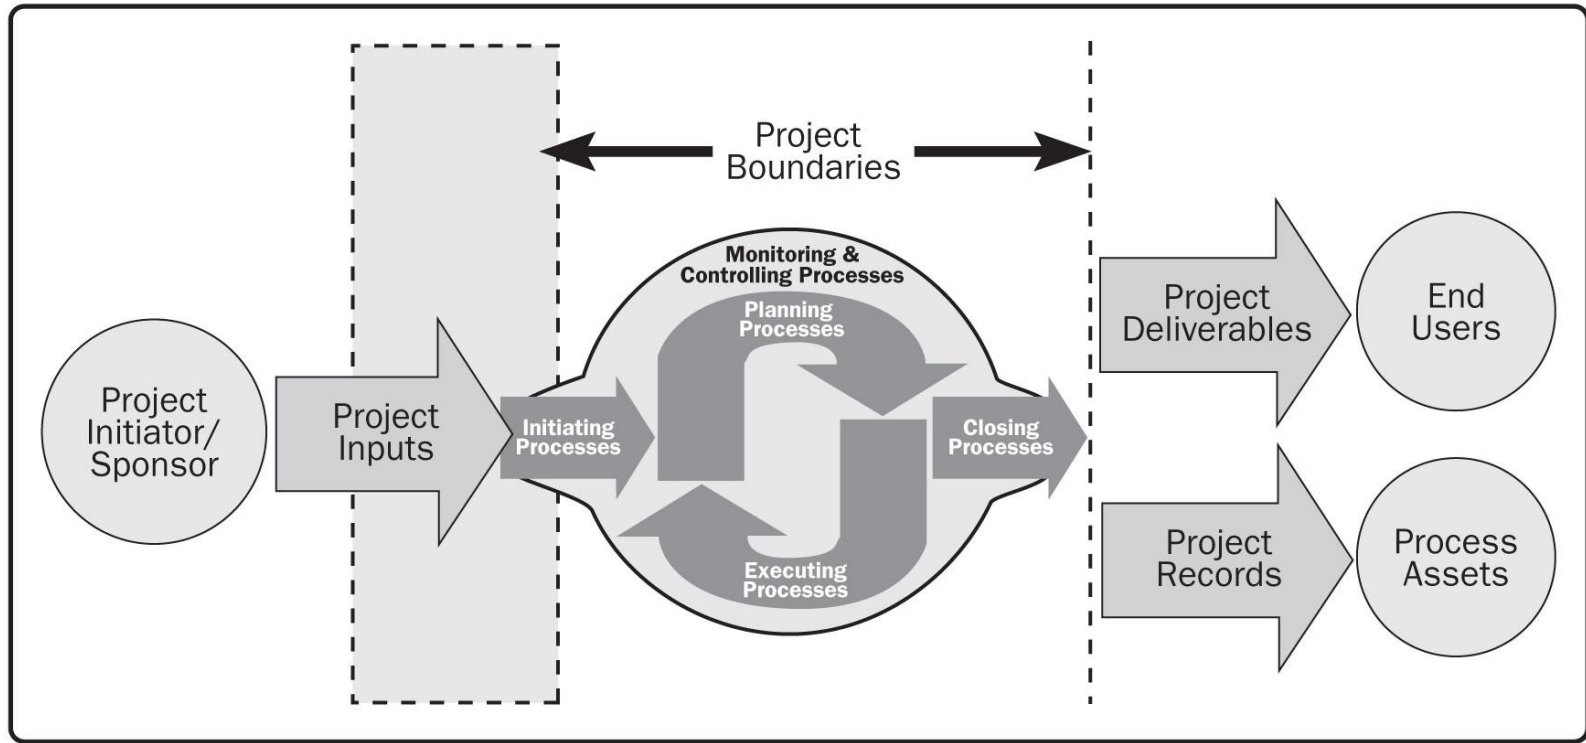 Project
Boundaries
Monitoring &
Controlling Processes
Planning
Processes
Project
Initiator/
Sponsor
Project
Inputs
Initiating
Processes
Closing
Processes
Executing
Processes
Project
Deliverables
End
Users
Project
Records
Process
Assets